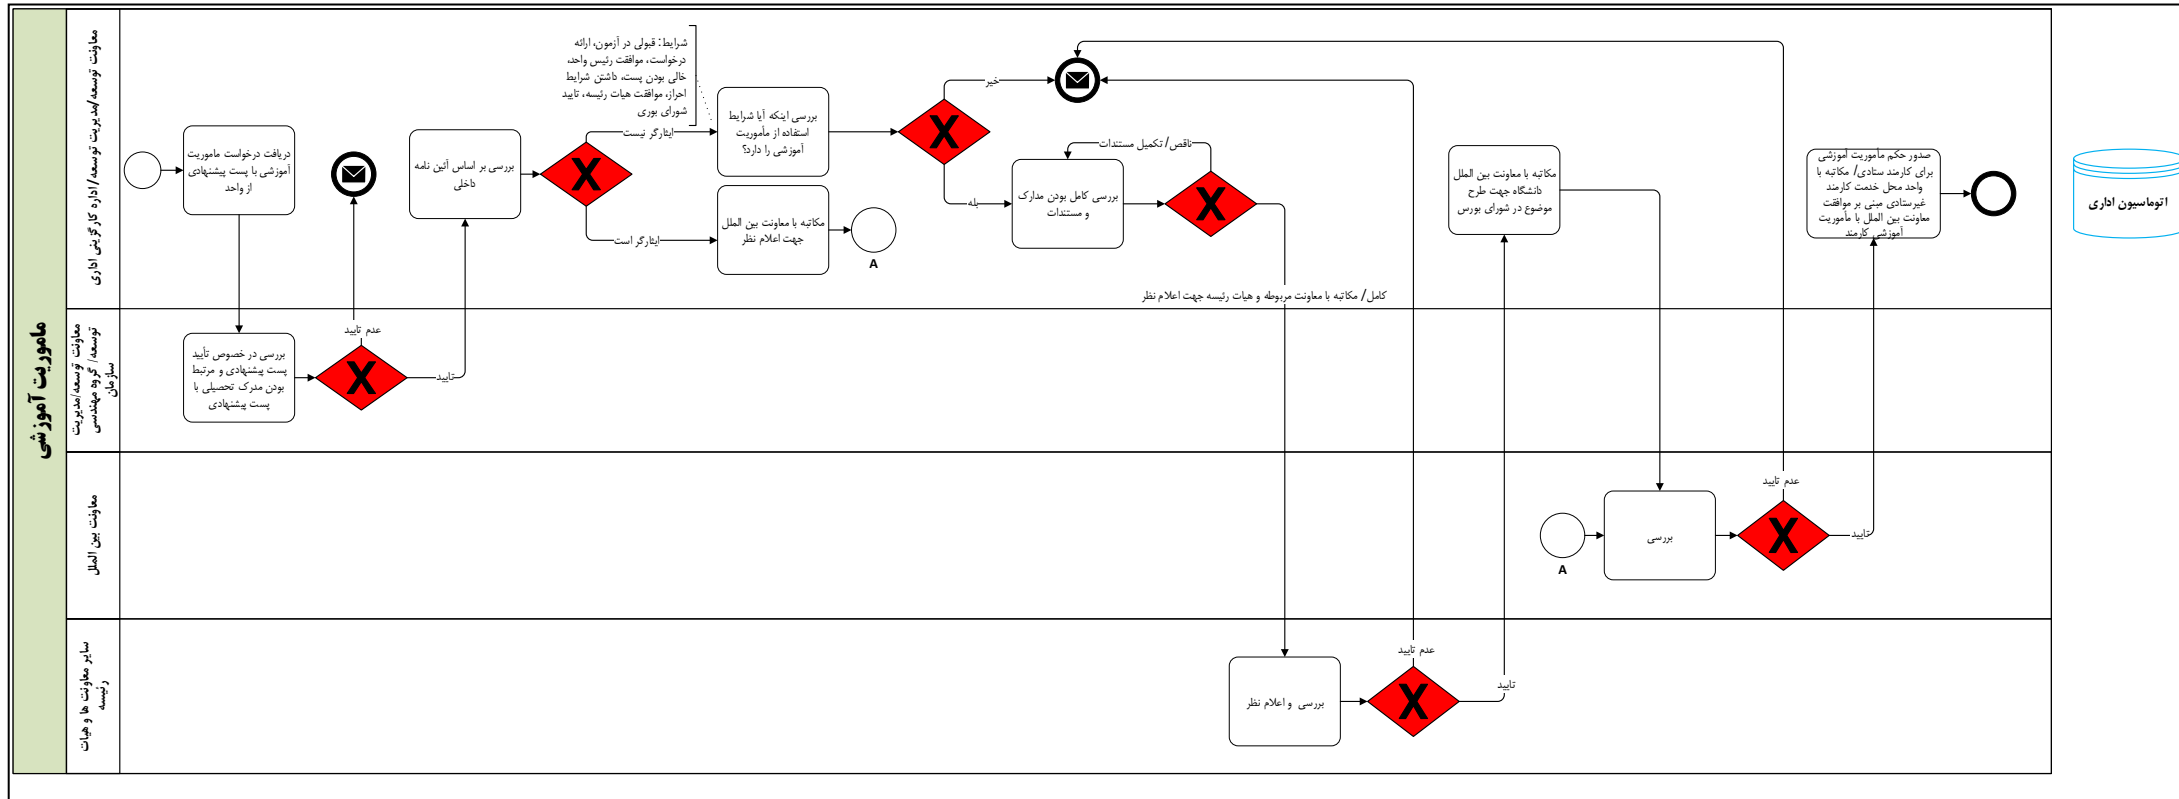 ماموریت آموزشی
معاونت توسعه/مدیریت توسعه/ اداره کارگزینی اداری
دریافت درخواست ماموریت
آموزشی با پست پیشنهادی
از واحد
بررسی بر اساس آئین نامه
داخلی
ایثارگر نیست
ایثارگر است
شرایط: قبولی در آزمون، ارائه
درخواست، موافقت رئیس واحد،
خالی بودن پست، داشتن شرایط
احراز، موافقت هیات رئیسه، تایید
شورای بوری
بررسی اینکه آیا شرایط
استفاده از مأموریت
آموزشی را دارد؟
مکاتبه با معاونت بین الملل
جهت اعلام نظر
A
خیر
بله
بررسی کامل بودن مدارک
و مستندات
ناقص/ تکمیل مستندات
کامل/ مکاتبه با معاونت مربوطه و هیات رئیسه جهت اعلام نظر
مکاتبه با معاونت بین الملل
دانشگاه جهت طرح
موضوع در شورای بورس
صدور حکم مأموریت آموزشی
برای کارمند ستادی/ مکاتبه با
واحد محل خدمت کارمند
غیرستادی مبنی بر موافقت
معاونت بین الملل با مأموریت
آموزشی کارمند
اتوماسیون اداری
معاونت توسعه/مدیریت
توسعه/ گروه مهندسی
سازمان
بررسی در خصوص تأیید
پست پیشنهادی و مرتبط
بودن مدرک تحصیلی با
پست پیشنهادی
عدم تایید
تایید
معاونت بین الملل
A
بررسی
عدم تایید
تایید
سایر معاونت ها و هیات
رئیسه
بررسی و اعلام نظر
عدم تایید
تایید